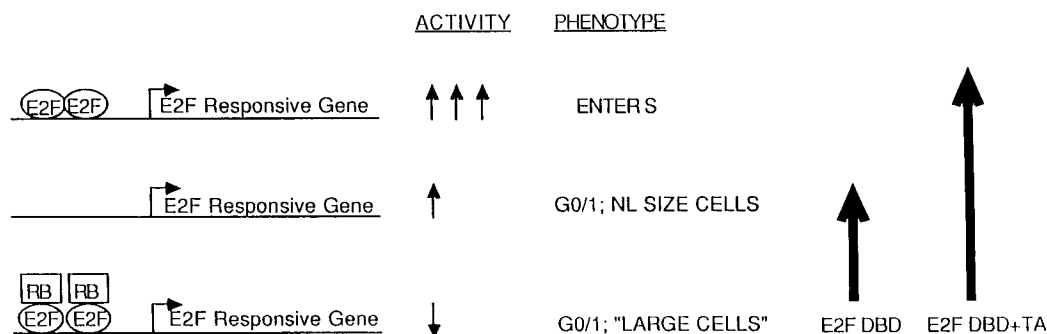 ACTIVITY PHENOTYPE
E2F E2F E2F Responsive Gene ENTER S
E2F Responsive Gene G0/1; NL SIZE CELLS
RB RB
E2F E2F E2F Responsive Gene G0/1; "LARGE CELLS" E2F DBD E2F DBD+TA